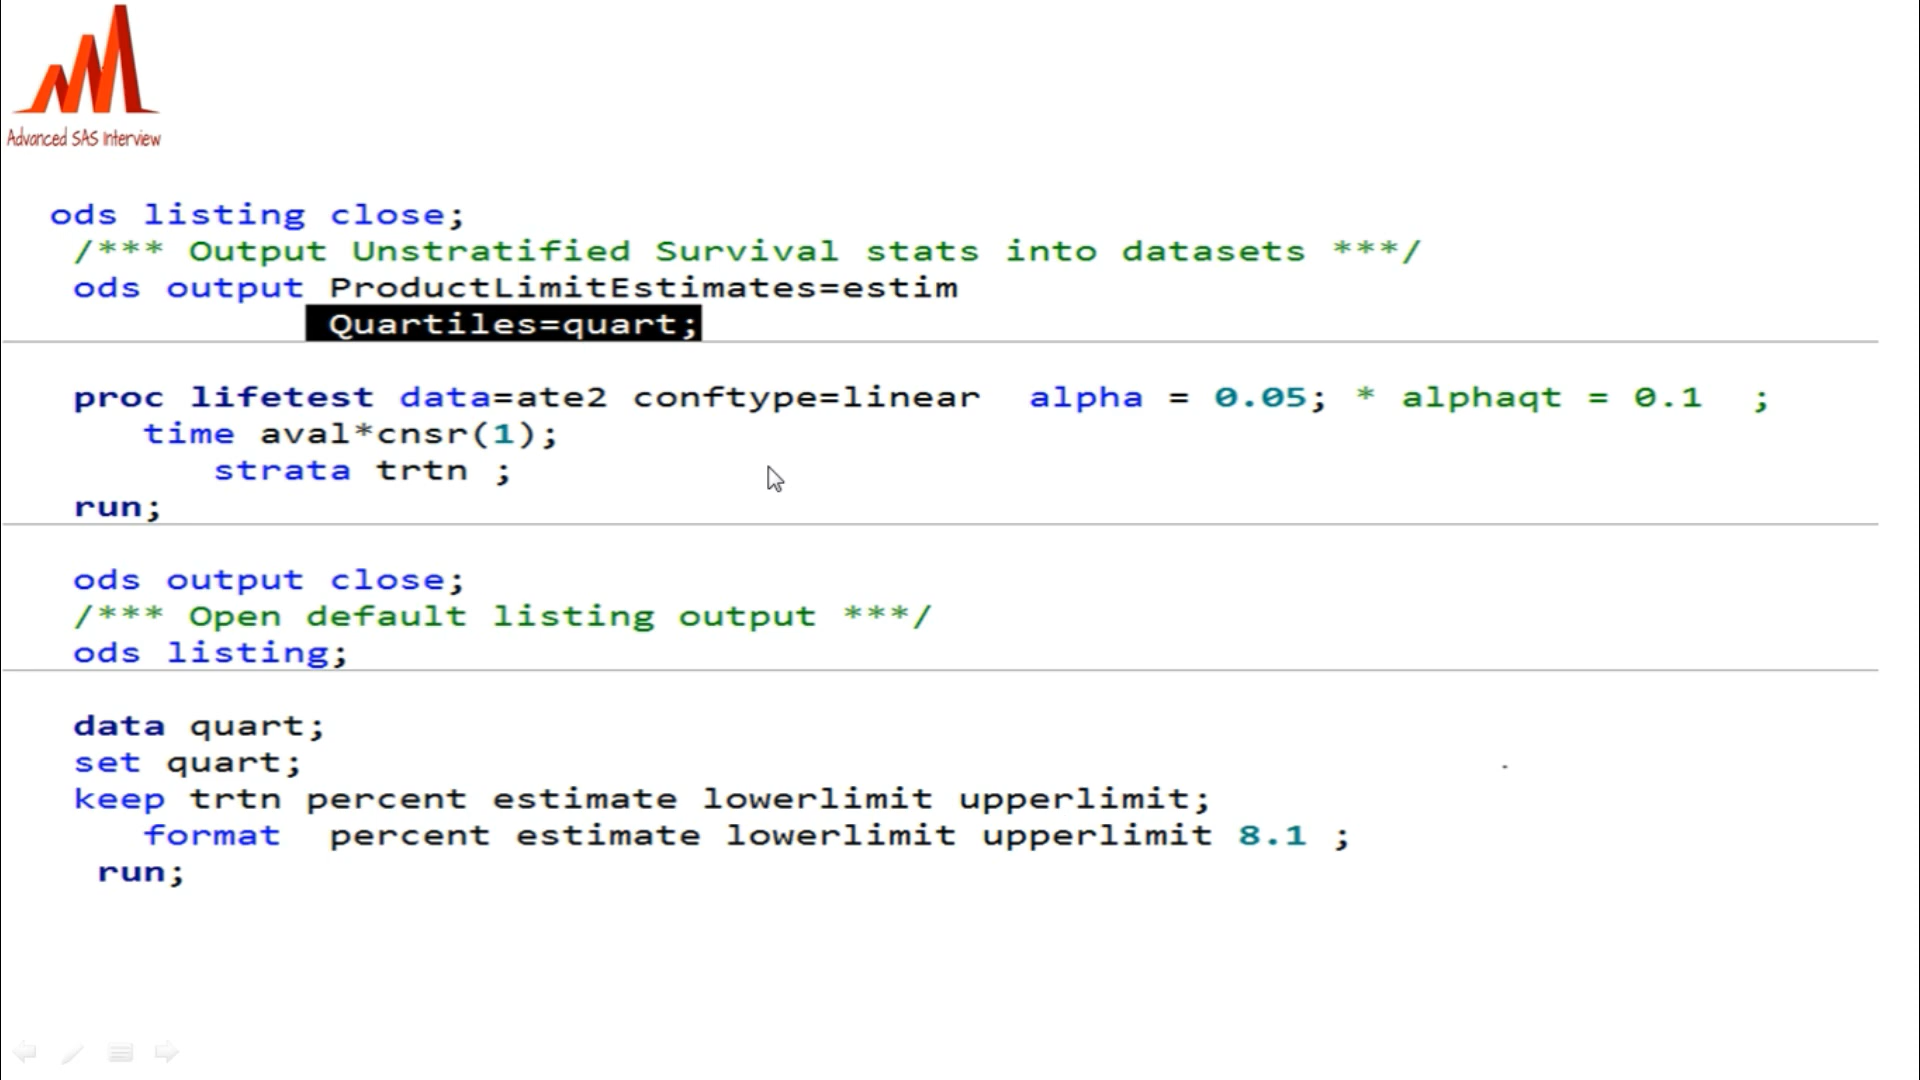 Advanced SAS Interview
ods listing close;
/*** Output Unstratified Survival stats into datasets ***/
ods output ProductLimitEstimates=estim
Quartiles=quart;
proc lifetest data=ate2 conftype=linear alpha = 0.05; * alphaqt = 0.1 ;
time aval*cnsr(1);
strata trtn ;
run;
ods output close;
/*** Open default listing output ***/
ods listing;
data quart;
set quart;
keep trtn percent estimate lowerlimit upperlimit;
format percent estimate lowerlimit upperlimit 8.1 ;
run;